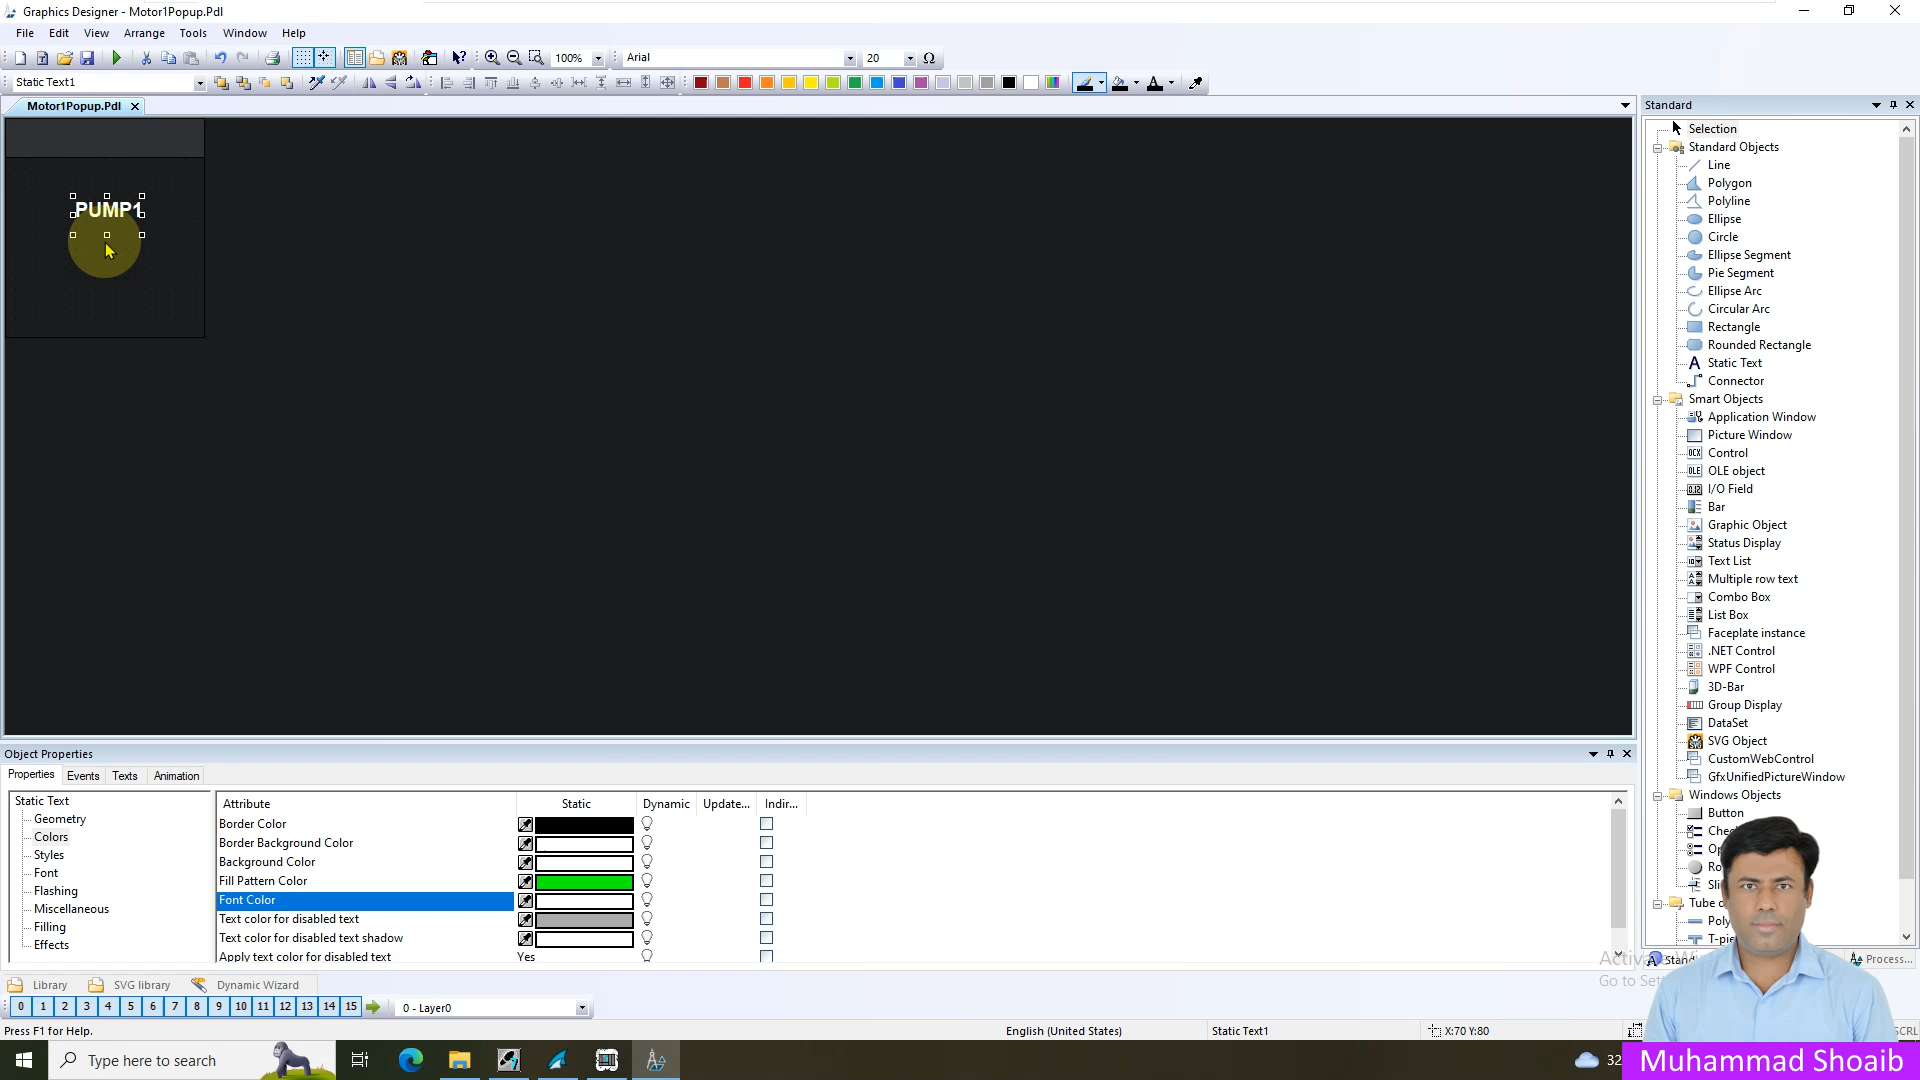 Graphics Designer - Motor1Popup.Pdl
File Edit View Arrange Tools Window Help
100% Arial 20 Ω
Static Text1
Motor1Popup.Pdl
PUMP1
Standard
Selection
Standard Objects
Line
Polygon
Polyline
Ellipse
Circle
Ellipse Segment
Pie Segment
Ellipse Arc
Circular Arc
Rectangle
Rounded Rectangle
A Static Text
Connector
Smart Objects
Application Window
Picture Window
OCX Control
OLE OLE object
0.12 I/O Field
Bar
Graphic Object
Status Display
Text List
Multiple row text
Combo Box
List Box
Faceplate instance
.NET Control
WPF Control
3D-Bar
Group Display
DataSet
SVG Object
CustomWebControl
GfxUnifiedPictureWindow
Windows Objects
Button
Object Properties
Properties Events Texts Animation
Static Text
Geometry
Colors
Styles
Font
Flashing
Miscellaneous
Filling
Effects
Attribute Static Dynamic Update... Indir...
Border Color
Border Background Color
Background Color
Fill Pattern Color
Font Color
Text color for disabled text
Text color for disabled text shadow
Apply text color for disabled text Yes
Process...
Library SVG library Dynamic Wizard
0 1 2 3 4 5 6 7 8 9 10 11 12 13 14 15 0 - Layer0
Press F1 for Help. English (United States) Static Text1 X:70 Y:80
Type here to search
32
Muhammad Shoaib